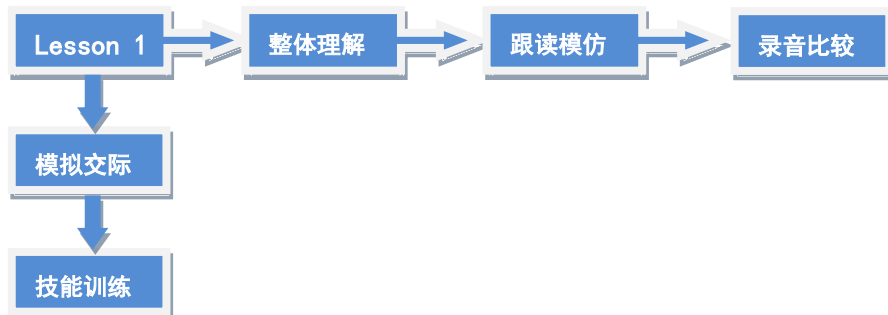 Lesson 1
整体理解
跟读模仿
录音比较
模拟交际
技能训练